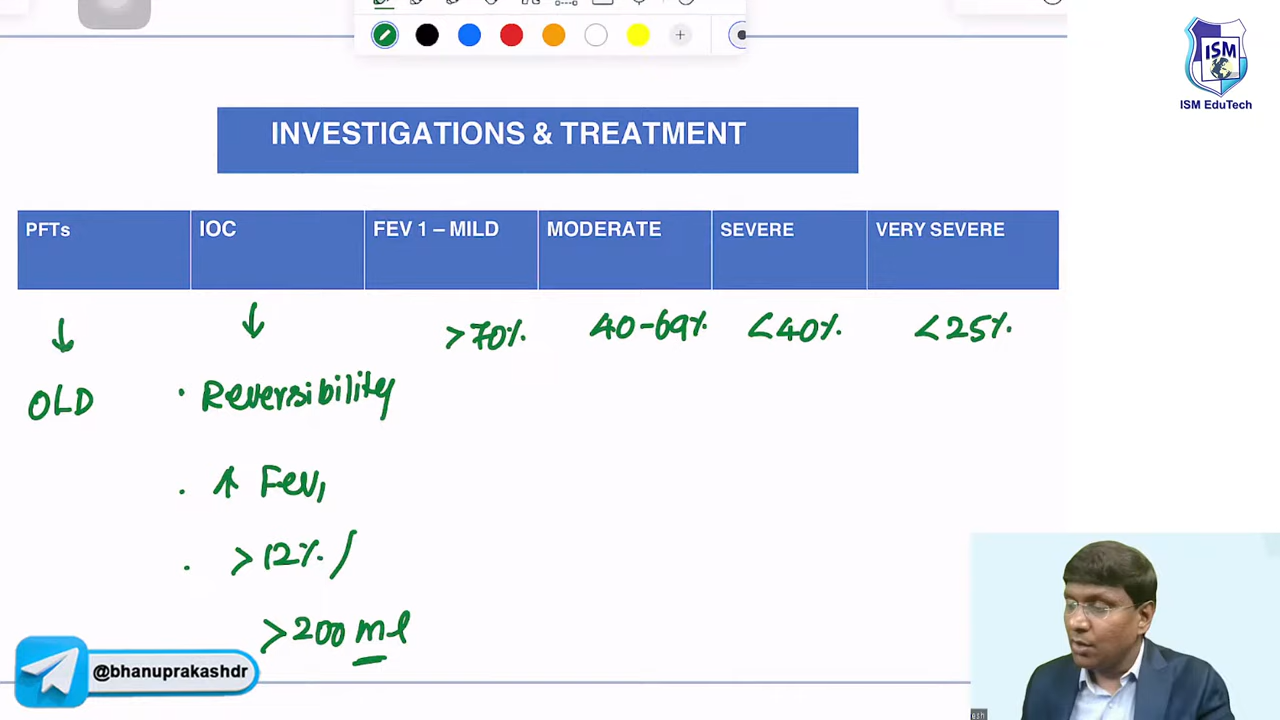 ISM
ISM EduTech
INVESTIGATIONS & TREATMENT
PFTs IOC FEV 1 – MILD MODERATE SEVERE VERY SEVERE
↓ ↓ >70% 40-69% <40% <25%
OLD • Reversibility
• ↑ Fev1
• >12% /
>200 ml
@bhanuprakashdr
esh